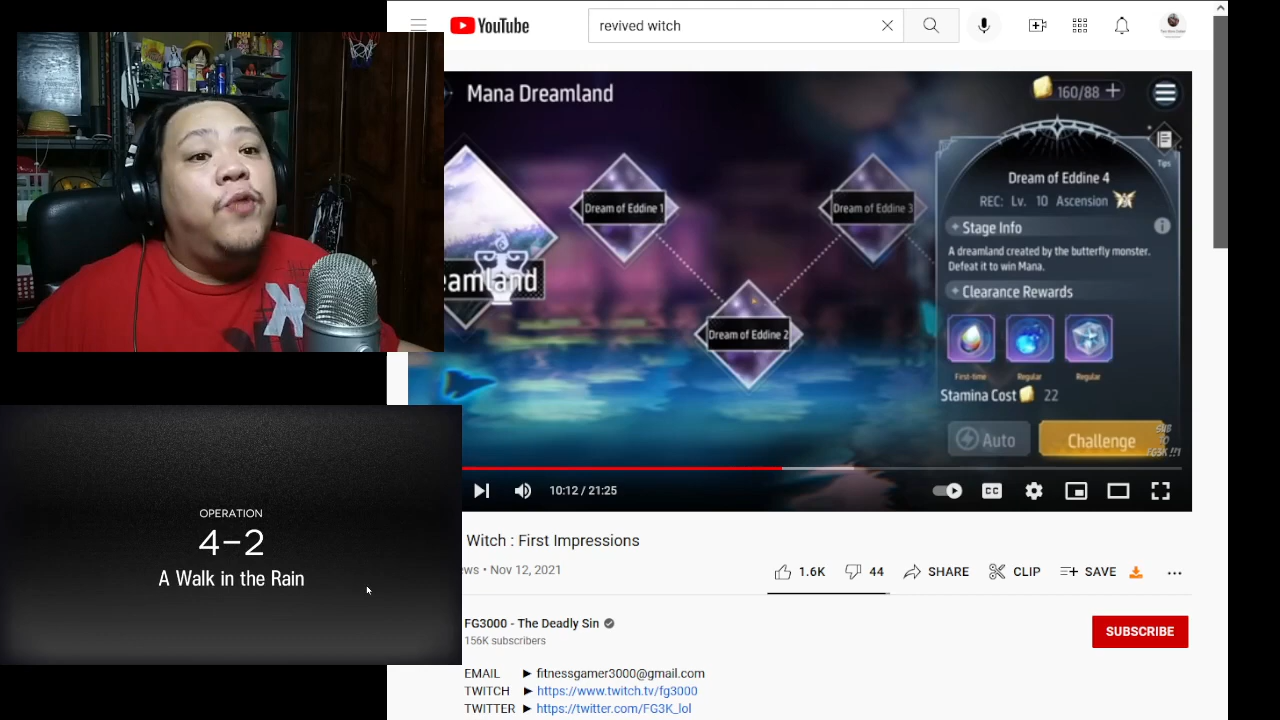 YouTube
revived witch
Mana Dreamland
160/88
Tips
Dream of Eddine 4
REC: Lv. 10 Ascension
Dream of Eddine 1
Dream of Eddine 3
Stage Info
A dreamland created by the butterfly monster.
Defeat it to win Mana.
eamland
Clearance Rewards
Dream of Eddine 2
First-time
Regular
Regular
Stamina Cost 22
Auto
Challenge
SUB
TO
FG3K !!!
10:12 / 21:25
CC
OPERATION
4-2
A Walk in the Rain
Witch : First Impressions
ews • Nov 12, 2021
1.6K
44
SHARE
CLIP
SAVE
FG3000 - The Deadly Sin
156K subscribers
SUBSCRIBE
EMAIL ► fitnessgamer3000@gmail.com
TWITCH ► https://www.twitch.tv/fg3000
TWITTER ► https://twitter.com/FG3K_lol